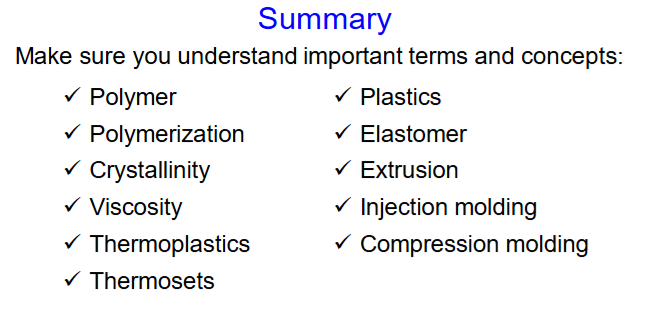 Summary
Make sure you understand important terms and concepts:
✓ Polymer
✓ Polymerization
✓ Crystallinity
✓ Viscosity
✓ Thermoplastics
✓ Thermosets
✓ Plastics
✓ Elastomer
✓ Extrusion
✓ Injection molding
✓ Compression molding